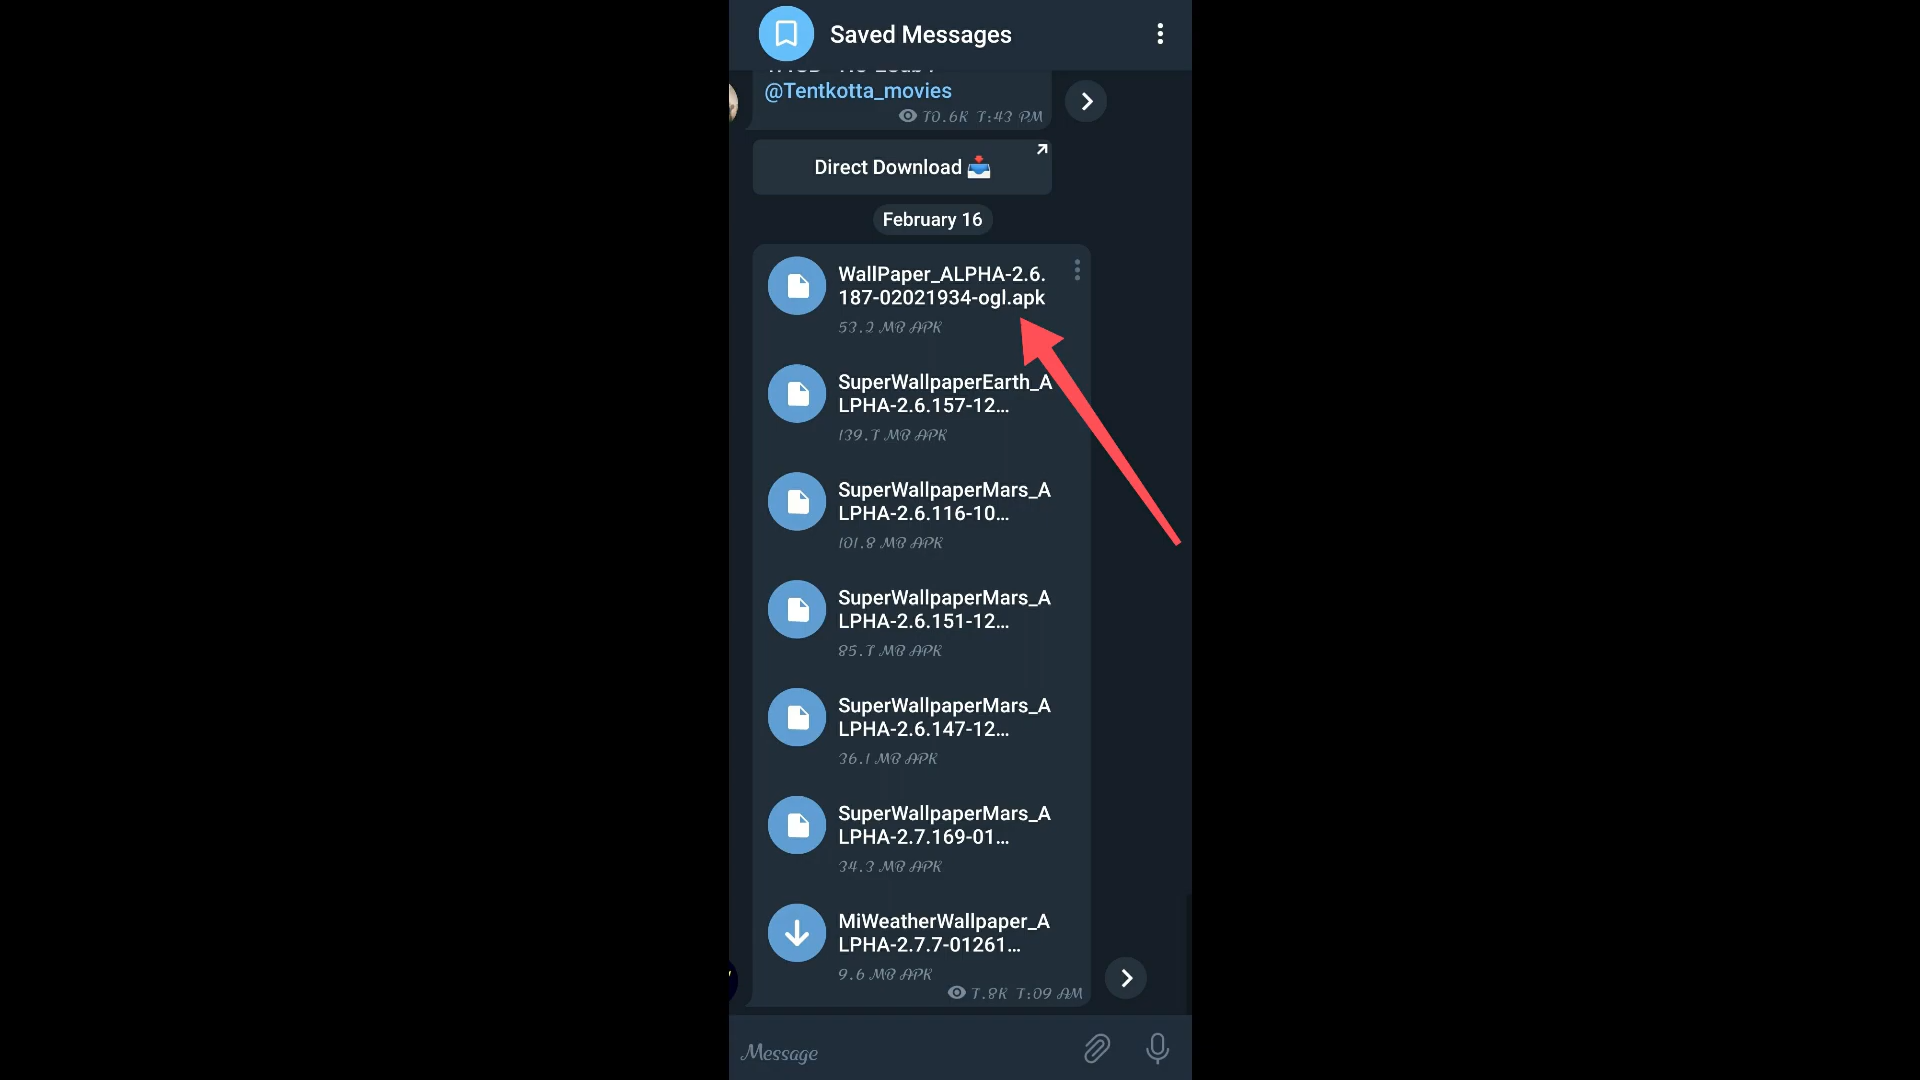 Saved Messages
@Tentkotta_movies
70.6K 7:43 PM
Direct Download
February 16
WallPaper_ALPHA-2.6.
187-02021934-ogl.apk
53.2 MB APK
SuperWallpaperEarth_A
LPHA-2.6.157-12...
139.7 MB APK
SuperWallpaperMars_A
LPHA-2.6.116-10...
101.8 MB APK
SuperWallpaperMars_A
LPHA-2.6.151-12...
85.7 MB APK
SuperWallpaperMars_A
LPHA-2.6.147-12...
36.1 MB APK
SuperWallpaperMars_A
LPHA-2.7.169-01...
34.3 MB APK
MiWeatherWallpaper_A
LPHA-2.7.7-01261...
9.6 MB APK
7.8K 7:09 AM
Message